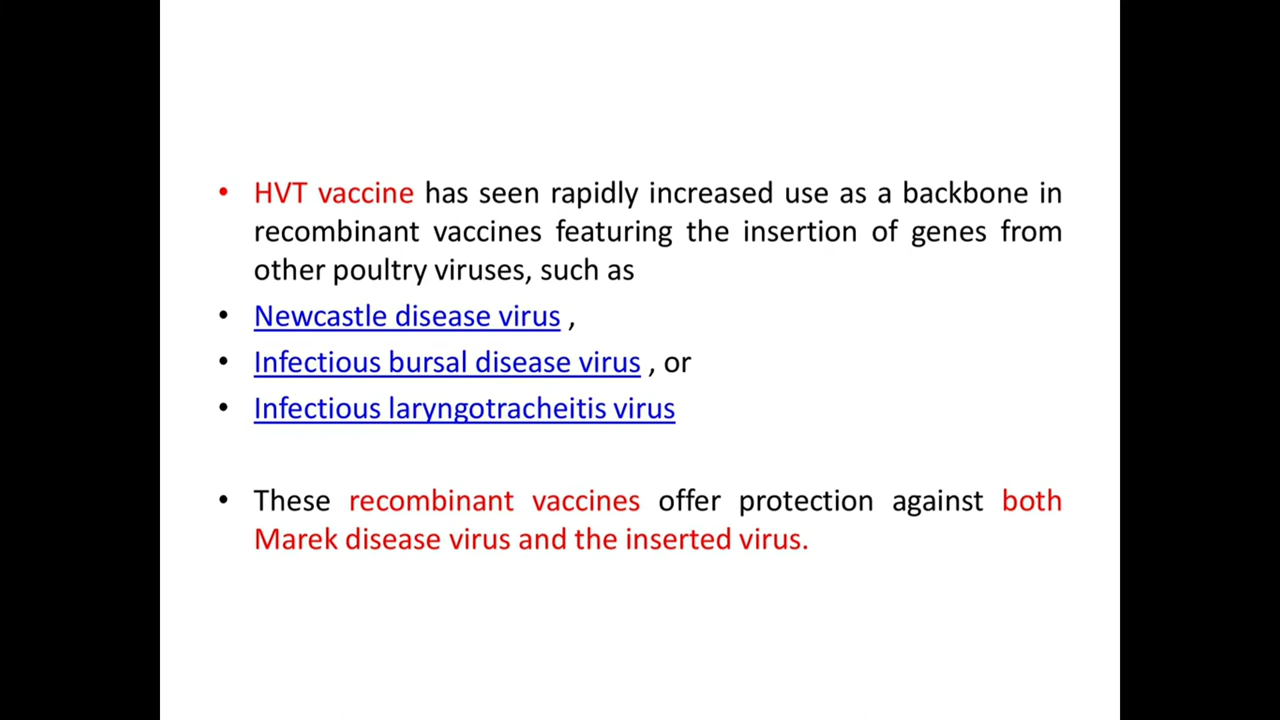 • HVT vaccine has seen rapidly increased use as a backbone in
recombinant vaccines featuring the insertion of genes from
other poultry viruses, such as
• Newcastle disease virus ,
• Infectious bursal disease virus , or
• Infectious laryngotracheitis virus
• These recombinant vaccines offer protection against both
Marek disease virus and the inserted virus.